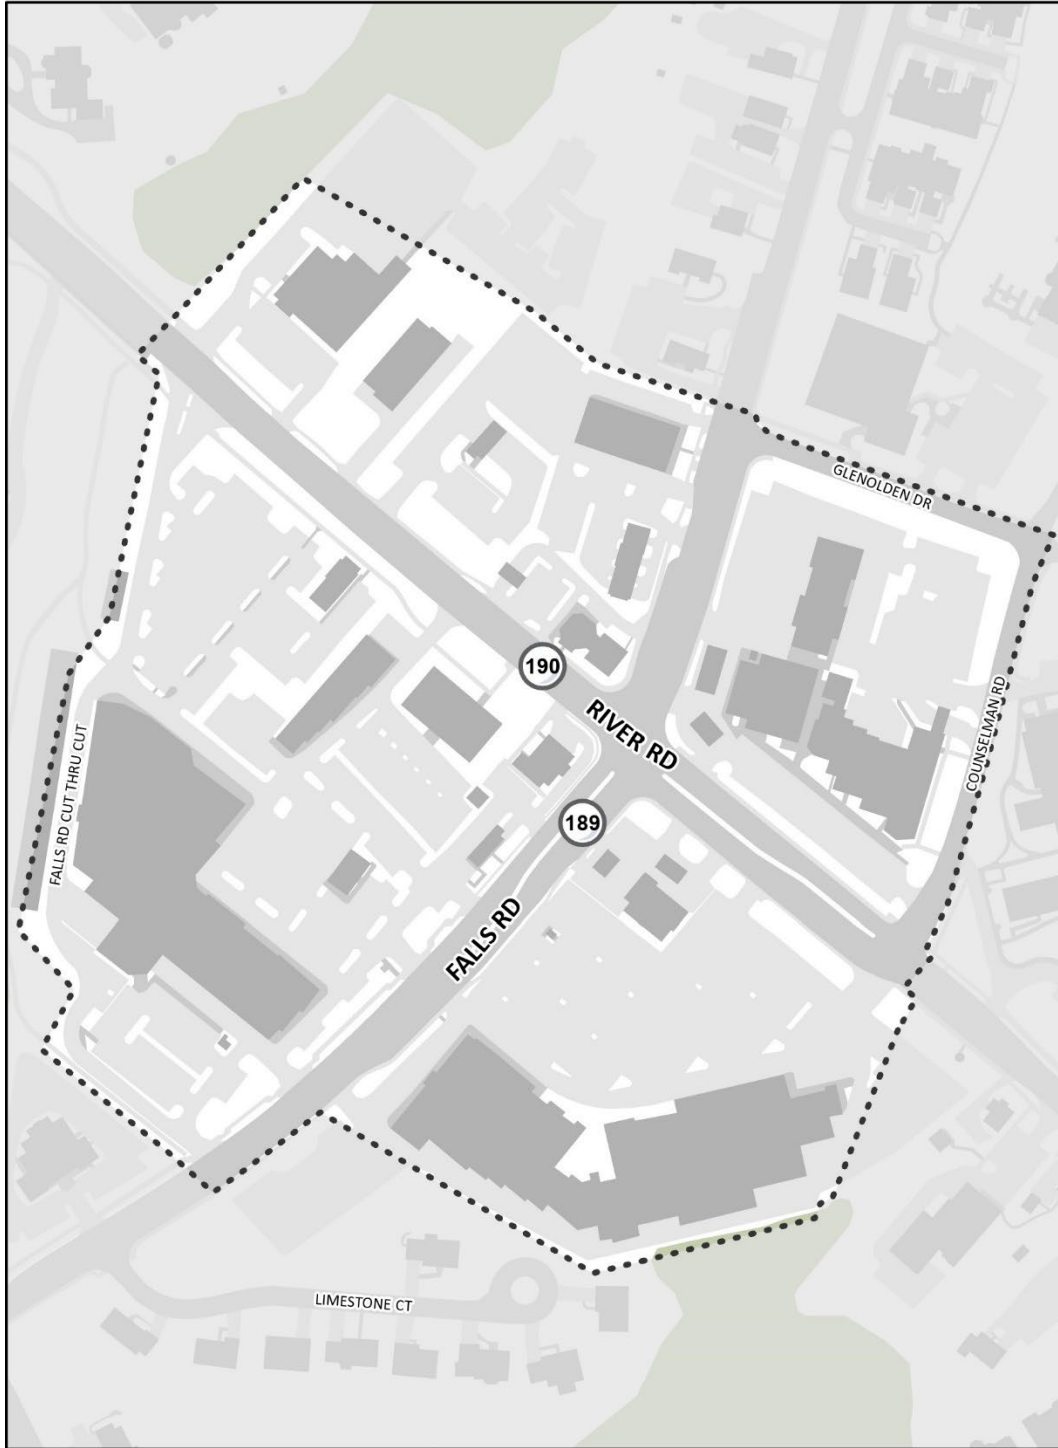 GLENOLDEN DR
190
RIVER RD
COUNSELMAN RD
FALLS RD CUT THRU CUT
189
FALLS RD
LIMESTONE CT